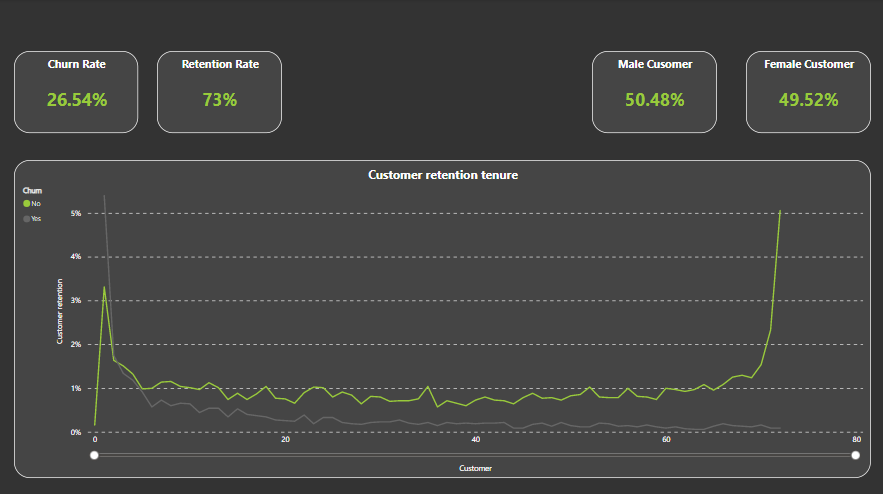 Churn Rate
26.54%
Retention Rate
73%
Male Cusomer
50.48%
Female Customer
49.52%
Customer retention tenure
Churn
No
Yes
Customer retention
5%
4%
3%
2%
1%
0%
0 20 40 60 80
Customer